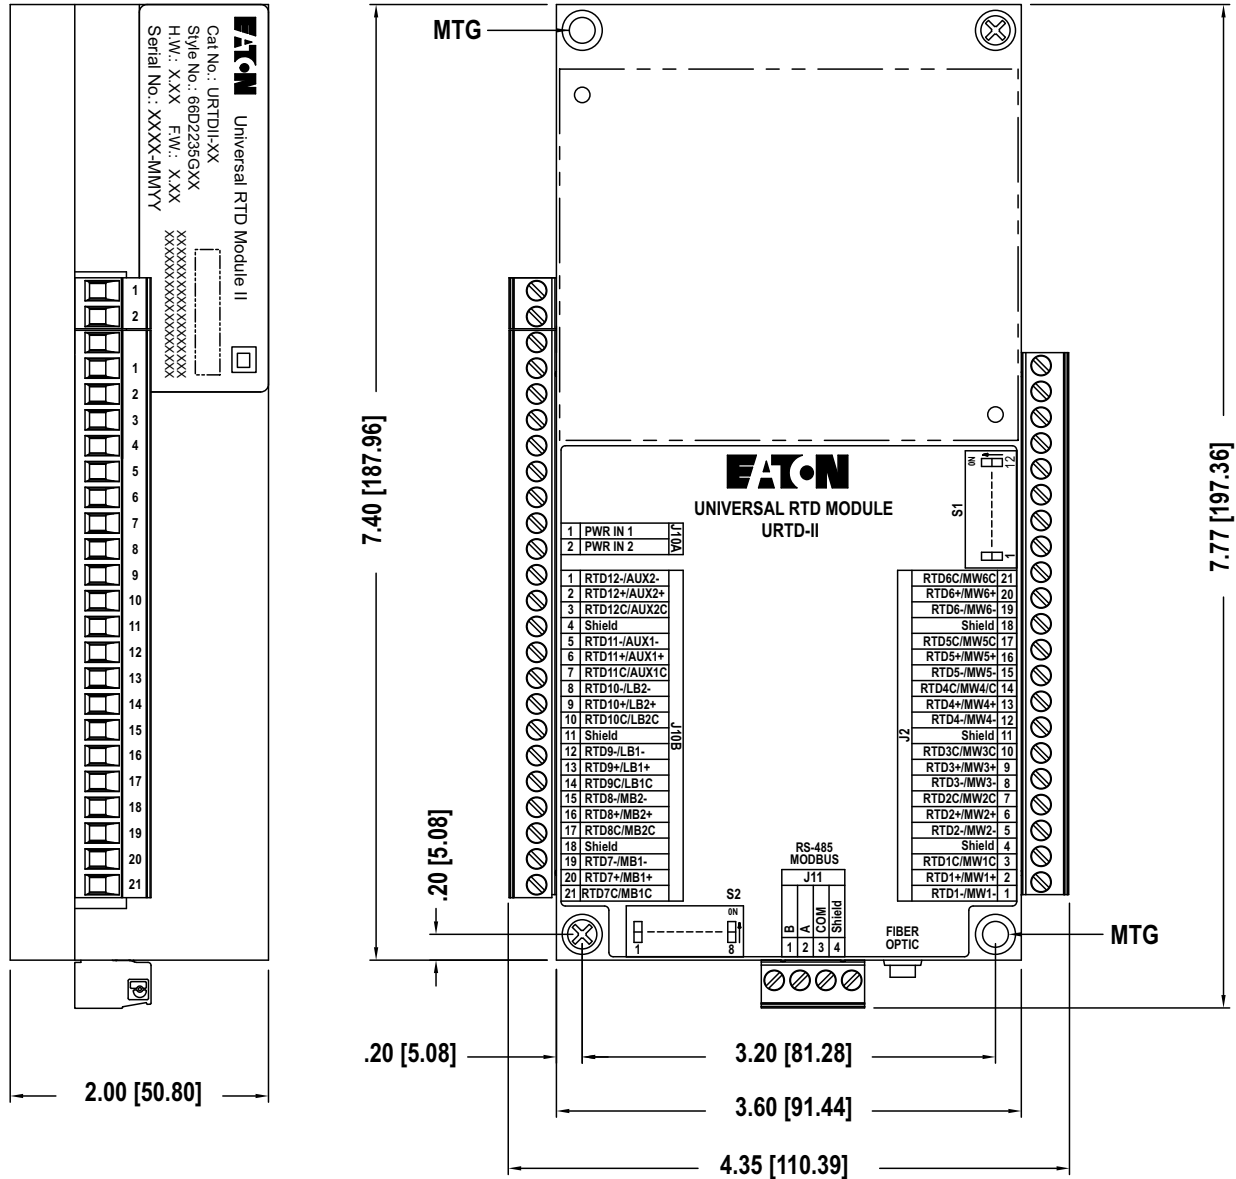 EATON
Universal RTD Module II
Cat No.: URTDII-XX
Style No.: 66D2235GXX
H.W.: X.XX F.W.: X.XX
Serial No.: XXXX-MMYY
1
2
1
2
3
4
5
6
7
8
9
10
11
12
13
14
15
16
17
18
19
20
21
2.00 [50.80]
MTG
7.40 [187.96]
.20 [5.08]
.20 [5.08]
EATON
UNIVERSAL RTD MODULE
URTD-II
S1
ON
12
1
J10A
1 PWR IN 1
2 PWR IN 2
J10B
1 RTD12-/AUX2-
2 RTD12+/AUX2+
3 RTD12C/AUX2C
4 Shield
5 RTD11-/AUX1-
6 RTD11+/AUX1+
7 RTD11C/AUX1C
8 RTD10-/LB2-
9 RTD10+/LB2+
10 RTD10C/LB2C
11 Shield
12 RTD9-/LB1-
13 RTD9+/LB1+
14 RTD9C/LB1C
15 RTD8-/MB2-
16 RTD8+/MB2+
17 RTD8C/MB2C
18 Shield
19 RTD7-/MB1-
20 RTD7+/MB1+
21 RTD7C/MB1C
J2
RTD6C/MW6C 21
RTD6+/MW6+ 20
RTD6-/MW6- 19
Shield 18
RTD5C/MW5C 17
RTD5+/MW5+ 16
RTD5-/MW5- 15
RTD4C/MW4/C 14
RTD4+/MW4+ 13
RTD4-/MW4- 12
Shield 11
RTD3C/MW3C 10
RTD3+/MW3+ 9
RTD3-/MW3- 8
RTD2C/MW2C 7
RTD2+/MW2+ 6
RTD2-/MW2- 5
Shield 4
RTD1C/MW1C 3
RTD1+/MW1+ 2
RTD1-/MW1- 1
S2
ON
1
8
RS-485
MODBUS
J11
B
A
COM
Shield
1 2 3 4
FIBER
OPTIC
MTG
7.77 [197.36]
3.20 [81.28]
3.60 [91.44]
4.35 [110.39]